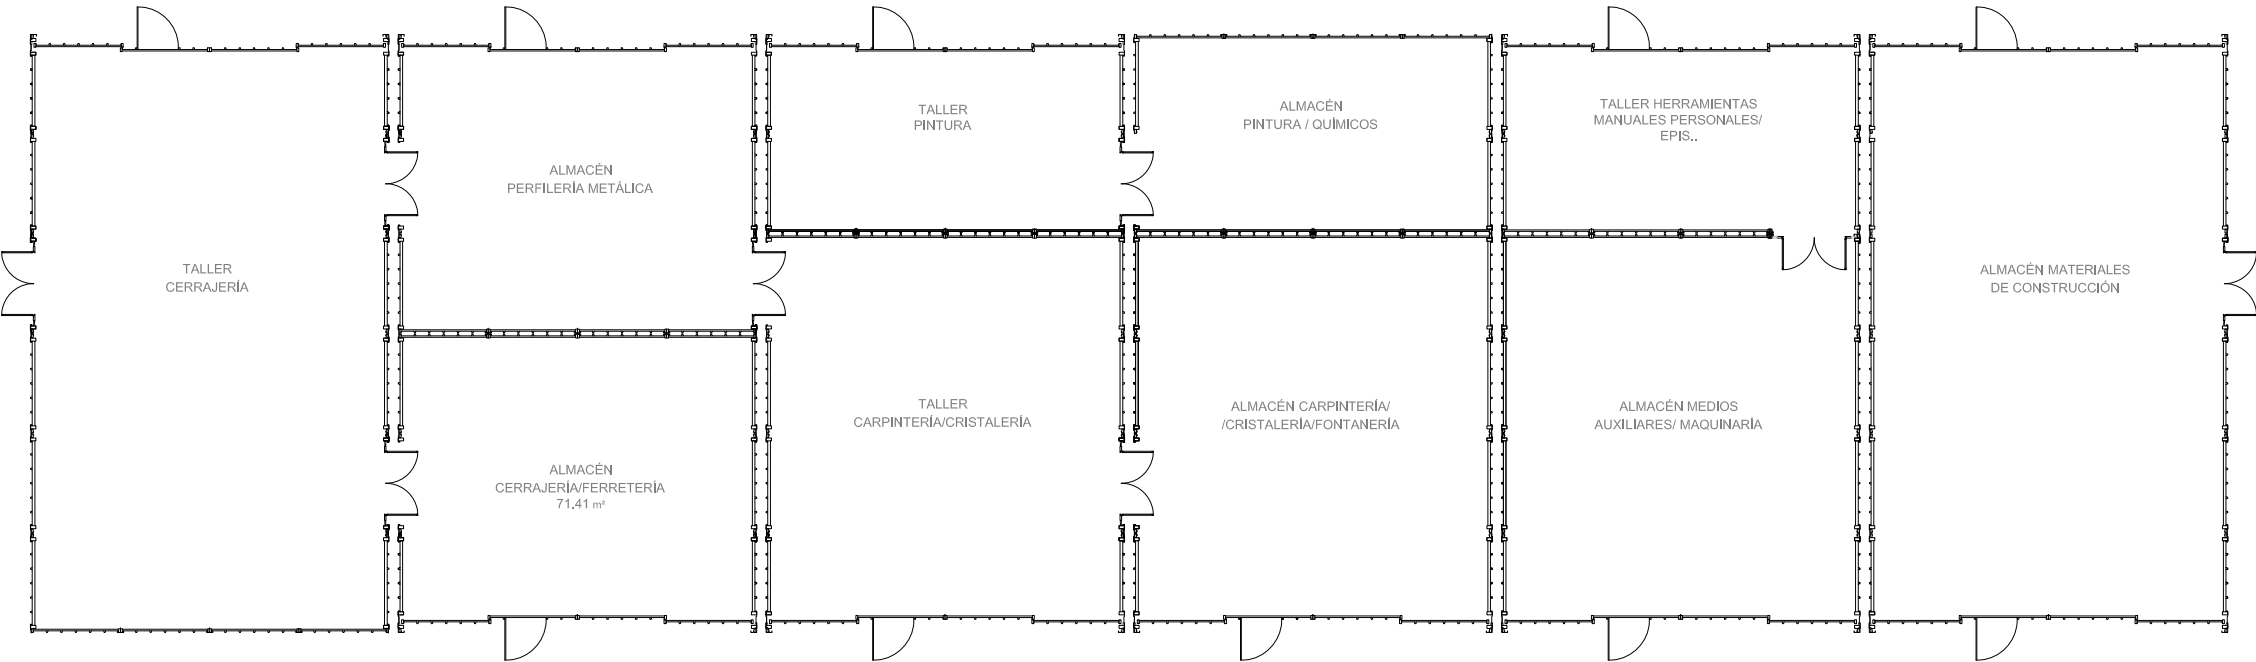 TALLER
CERRAJERÍA
ALMACÉN
PERFILERÍA METÁLICA
ALMACÉN
CERRAJERÍA/FERRETERÍA
71.41 m²
TALLER
PINTURA
TALLER
CARPINTERÍA/CRISTALERÍA
ALMACÉN
PINTURA / QUÍMICOS
ALMACÉN CARPINTERÍA/
/CRISTALERÍA/FONTANERÍA
TALLER HERRAMIENTAS
MANUALES PERSONALES/
EPIS..
ALMACÉN MEDIOS
AUXILIARES/ MAQUINARÍA
ALMACÉN MATERIALES
DE CONSTRUCCIÓN